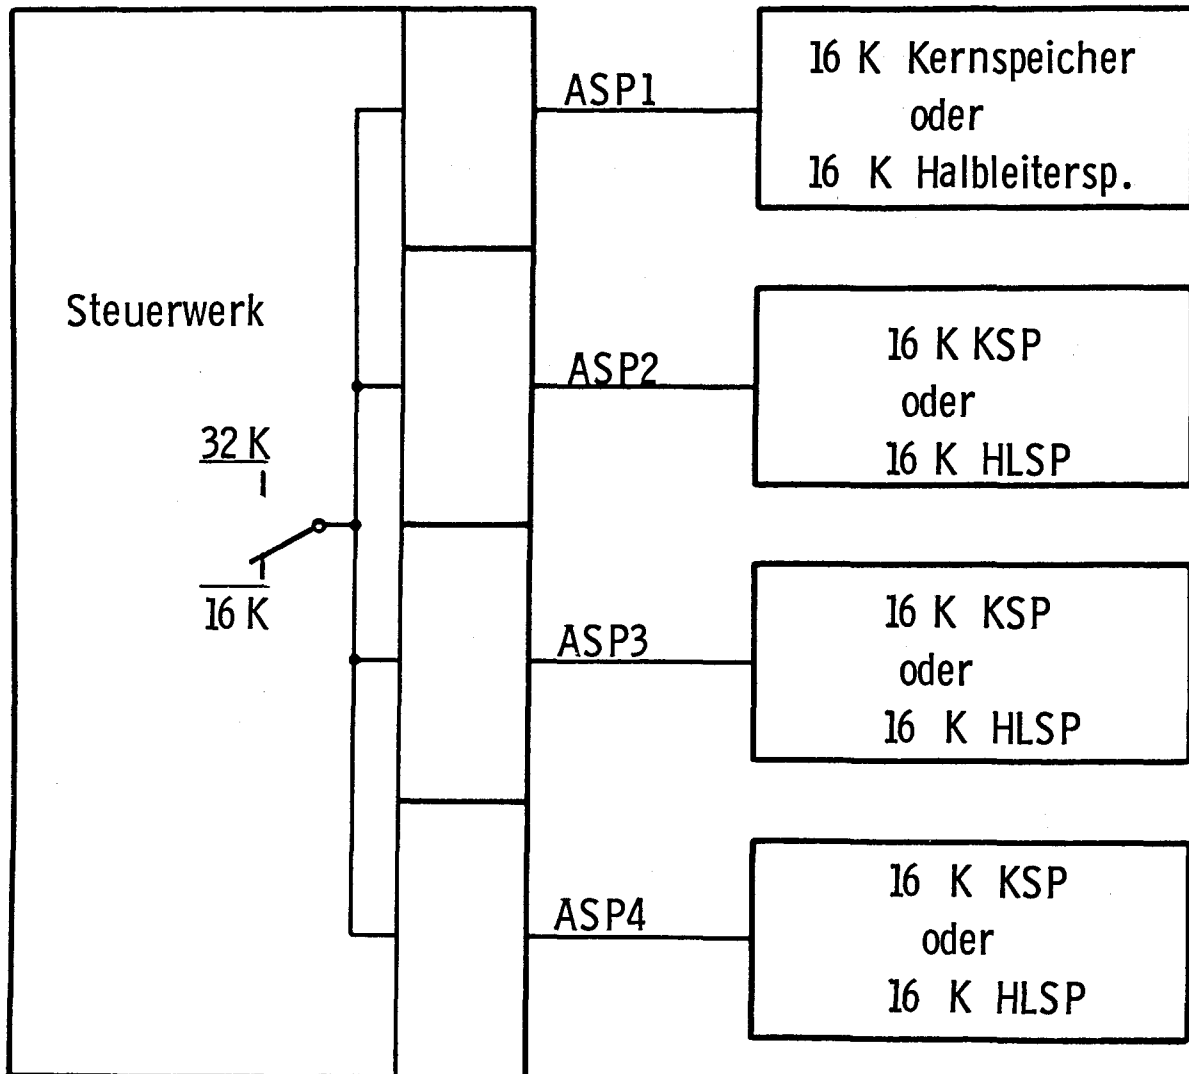 ASP1
16 K Kernspeicher
oder
16 K Halbleitersp.
Steuerwerk
ASP2
16 K KSP
oder
16 K HLSP
32 K
16 K
ASP3
16 K KSP
oder
16 K HLSP
ASP4
16 K KSP
oder
16 K HLSP